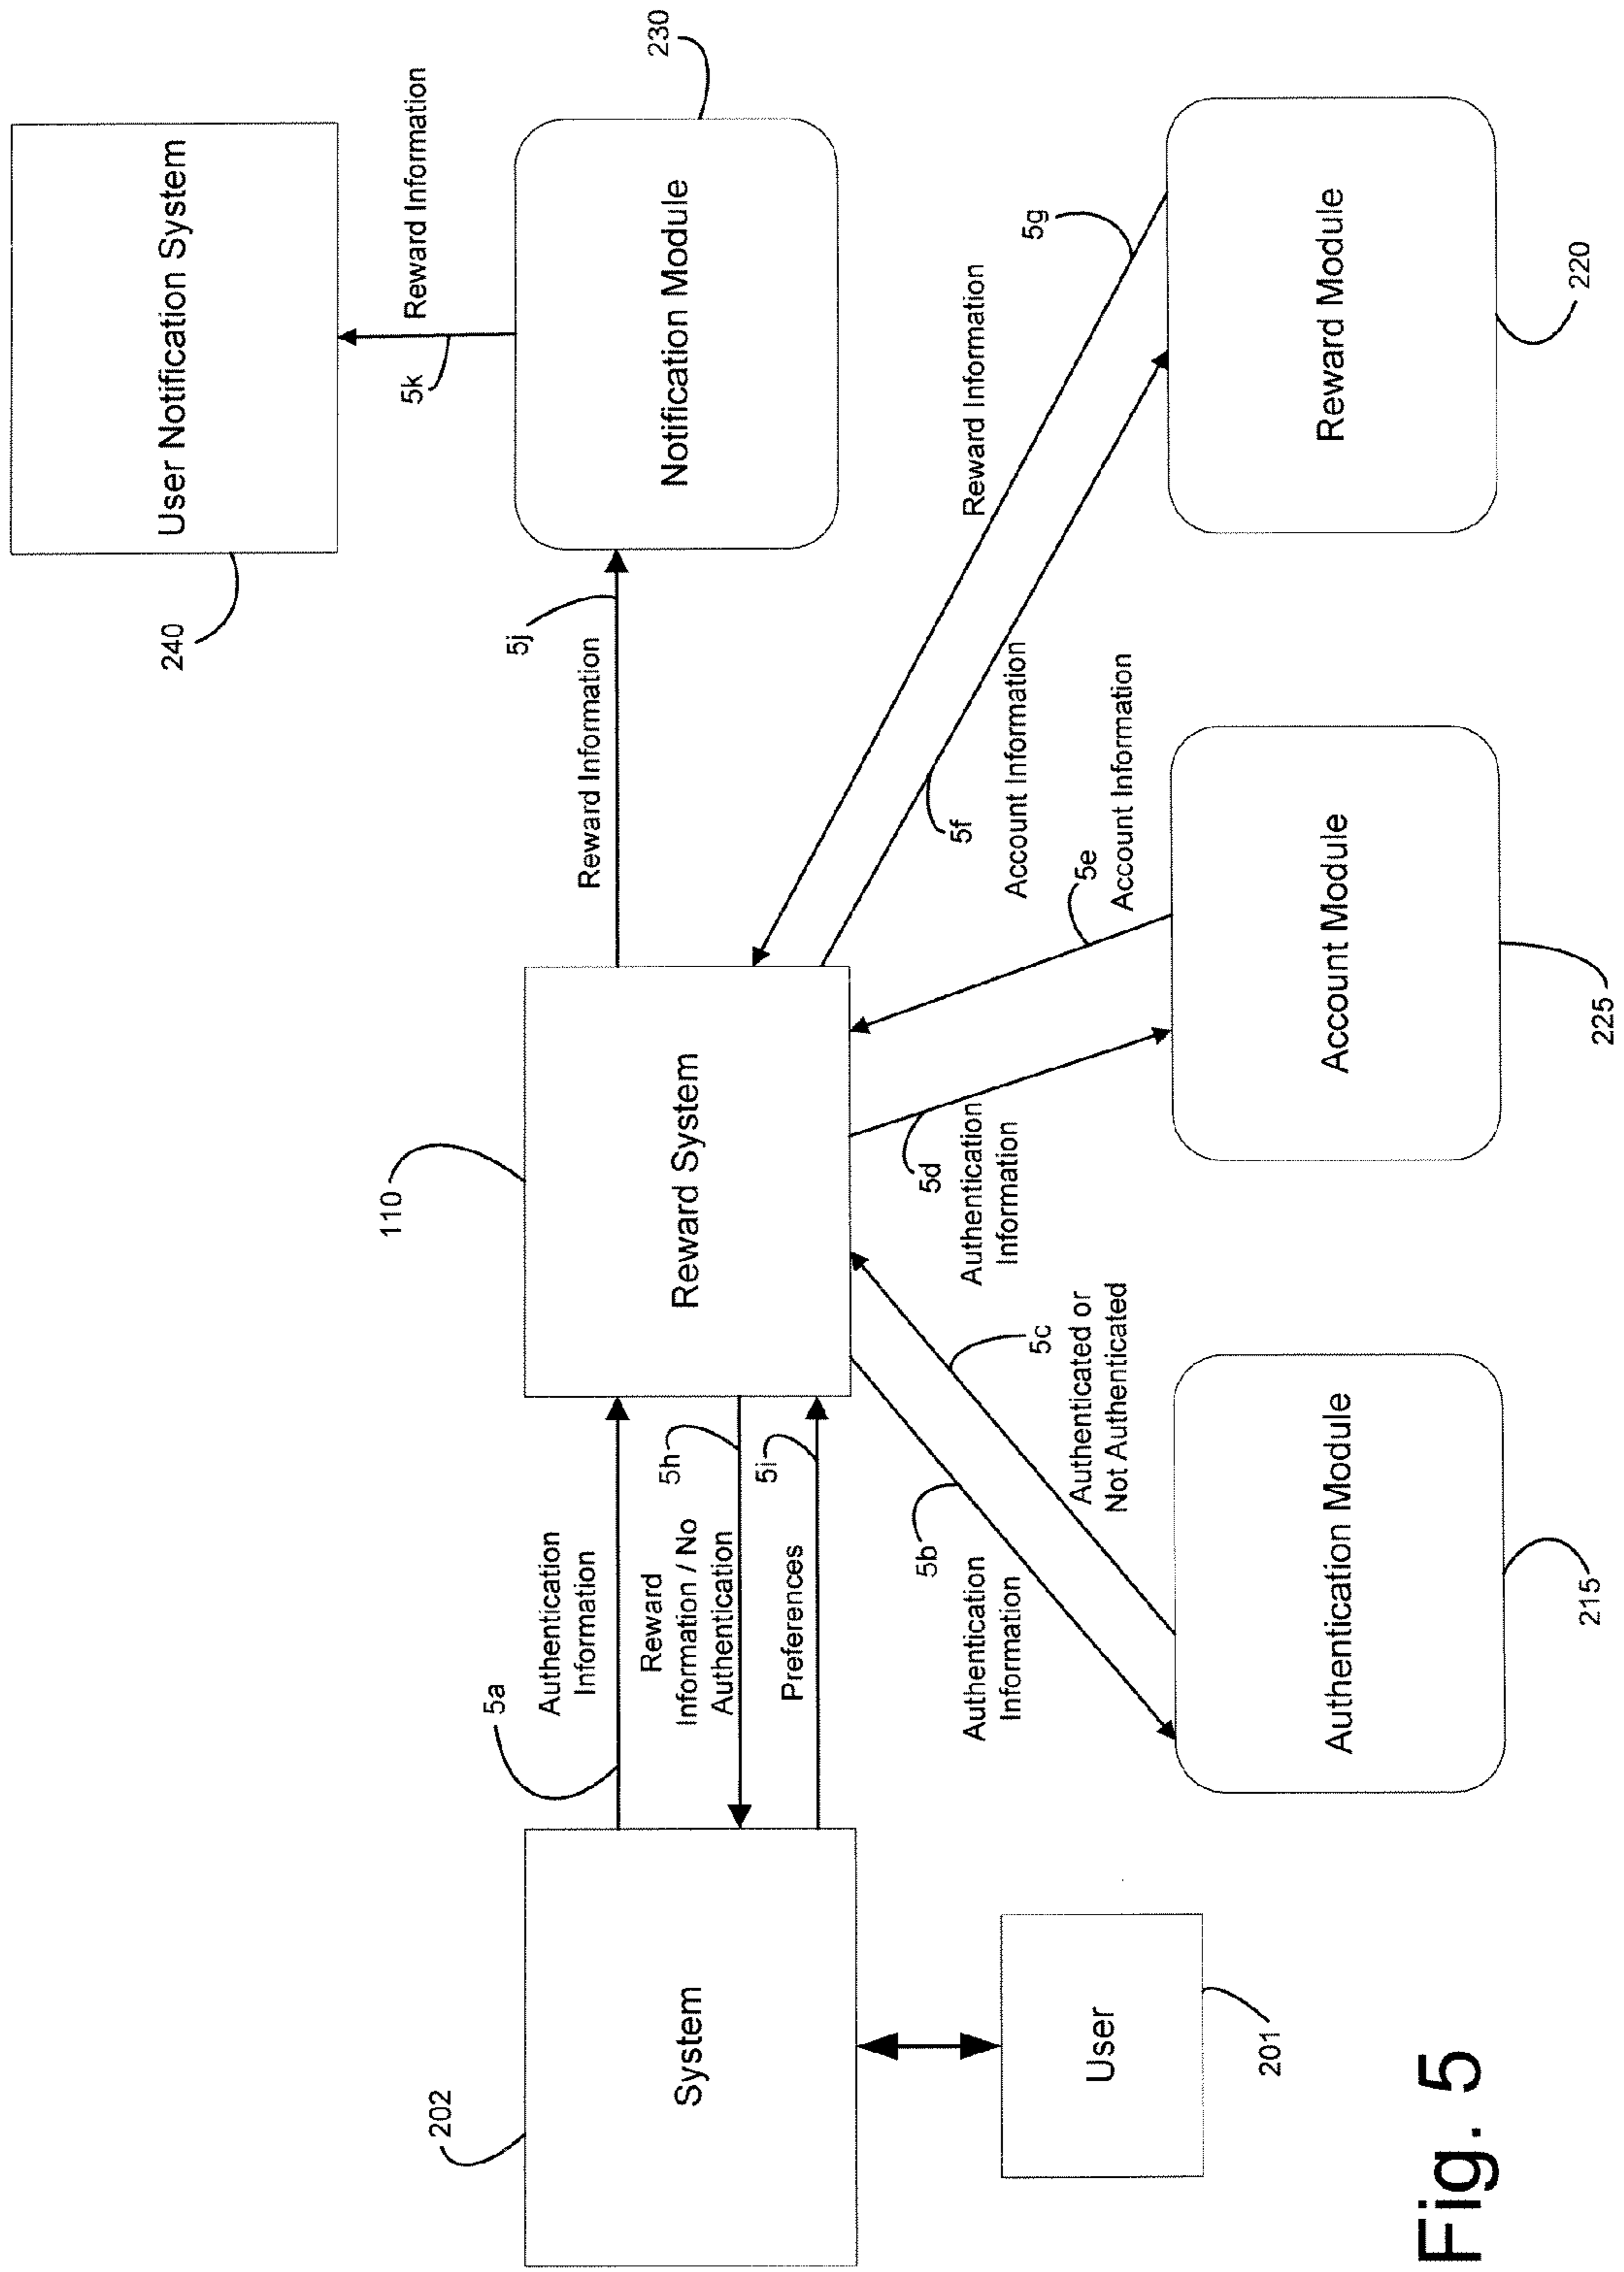 240
User Notification System
5k
Reward Information
230
Notification Module
5j
Reward Information
110
Reward System
5a
Authentication
Information
5h
Reward
Information / No
Authentication
5i
Preferences
202
System
User
201
5b
Authentication
Information
5c
Authenticated or
Not Authenticated
Authentication Module
215
5d
Authentication
Information
5e
Account Information
Account Module
225
5f
Account Information
5g
Reward Information
Reward Module
220
Fig. 5